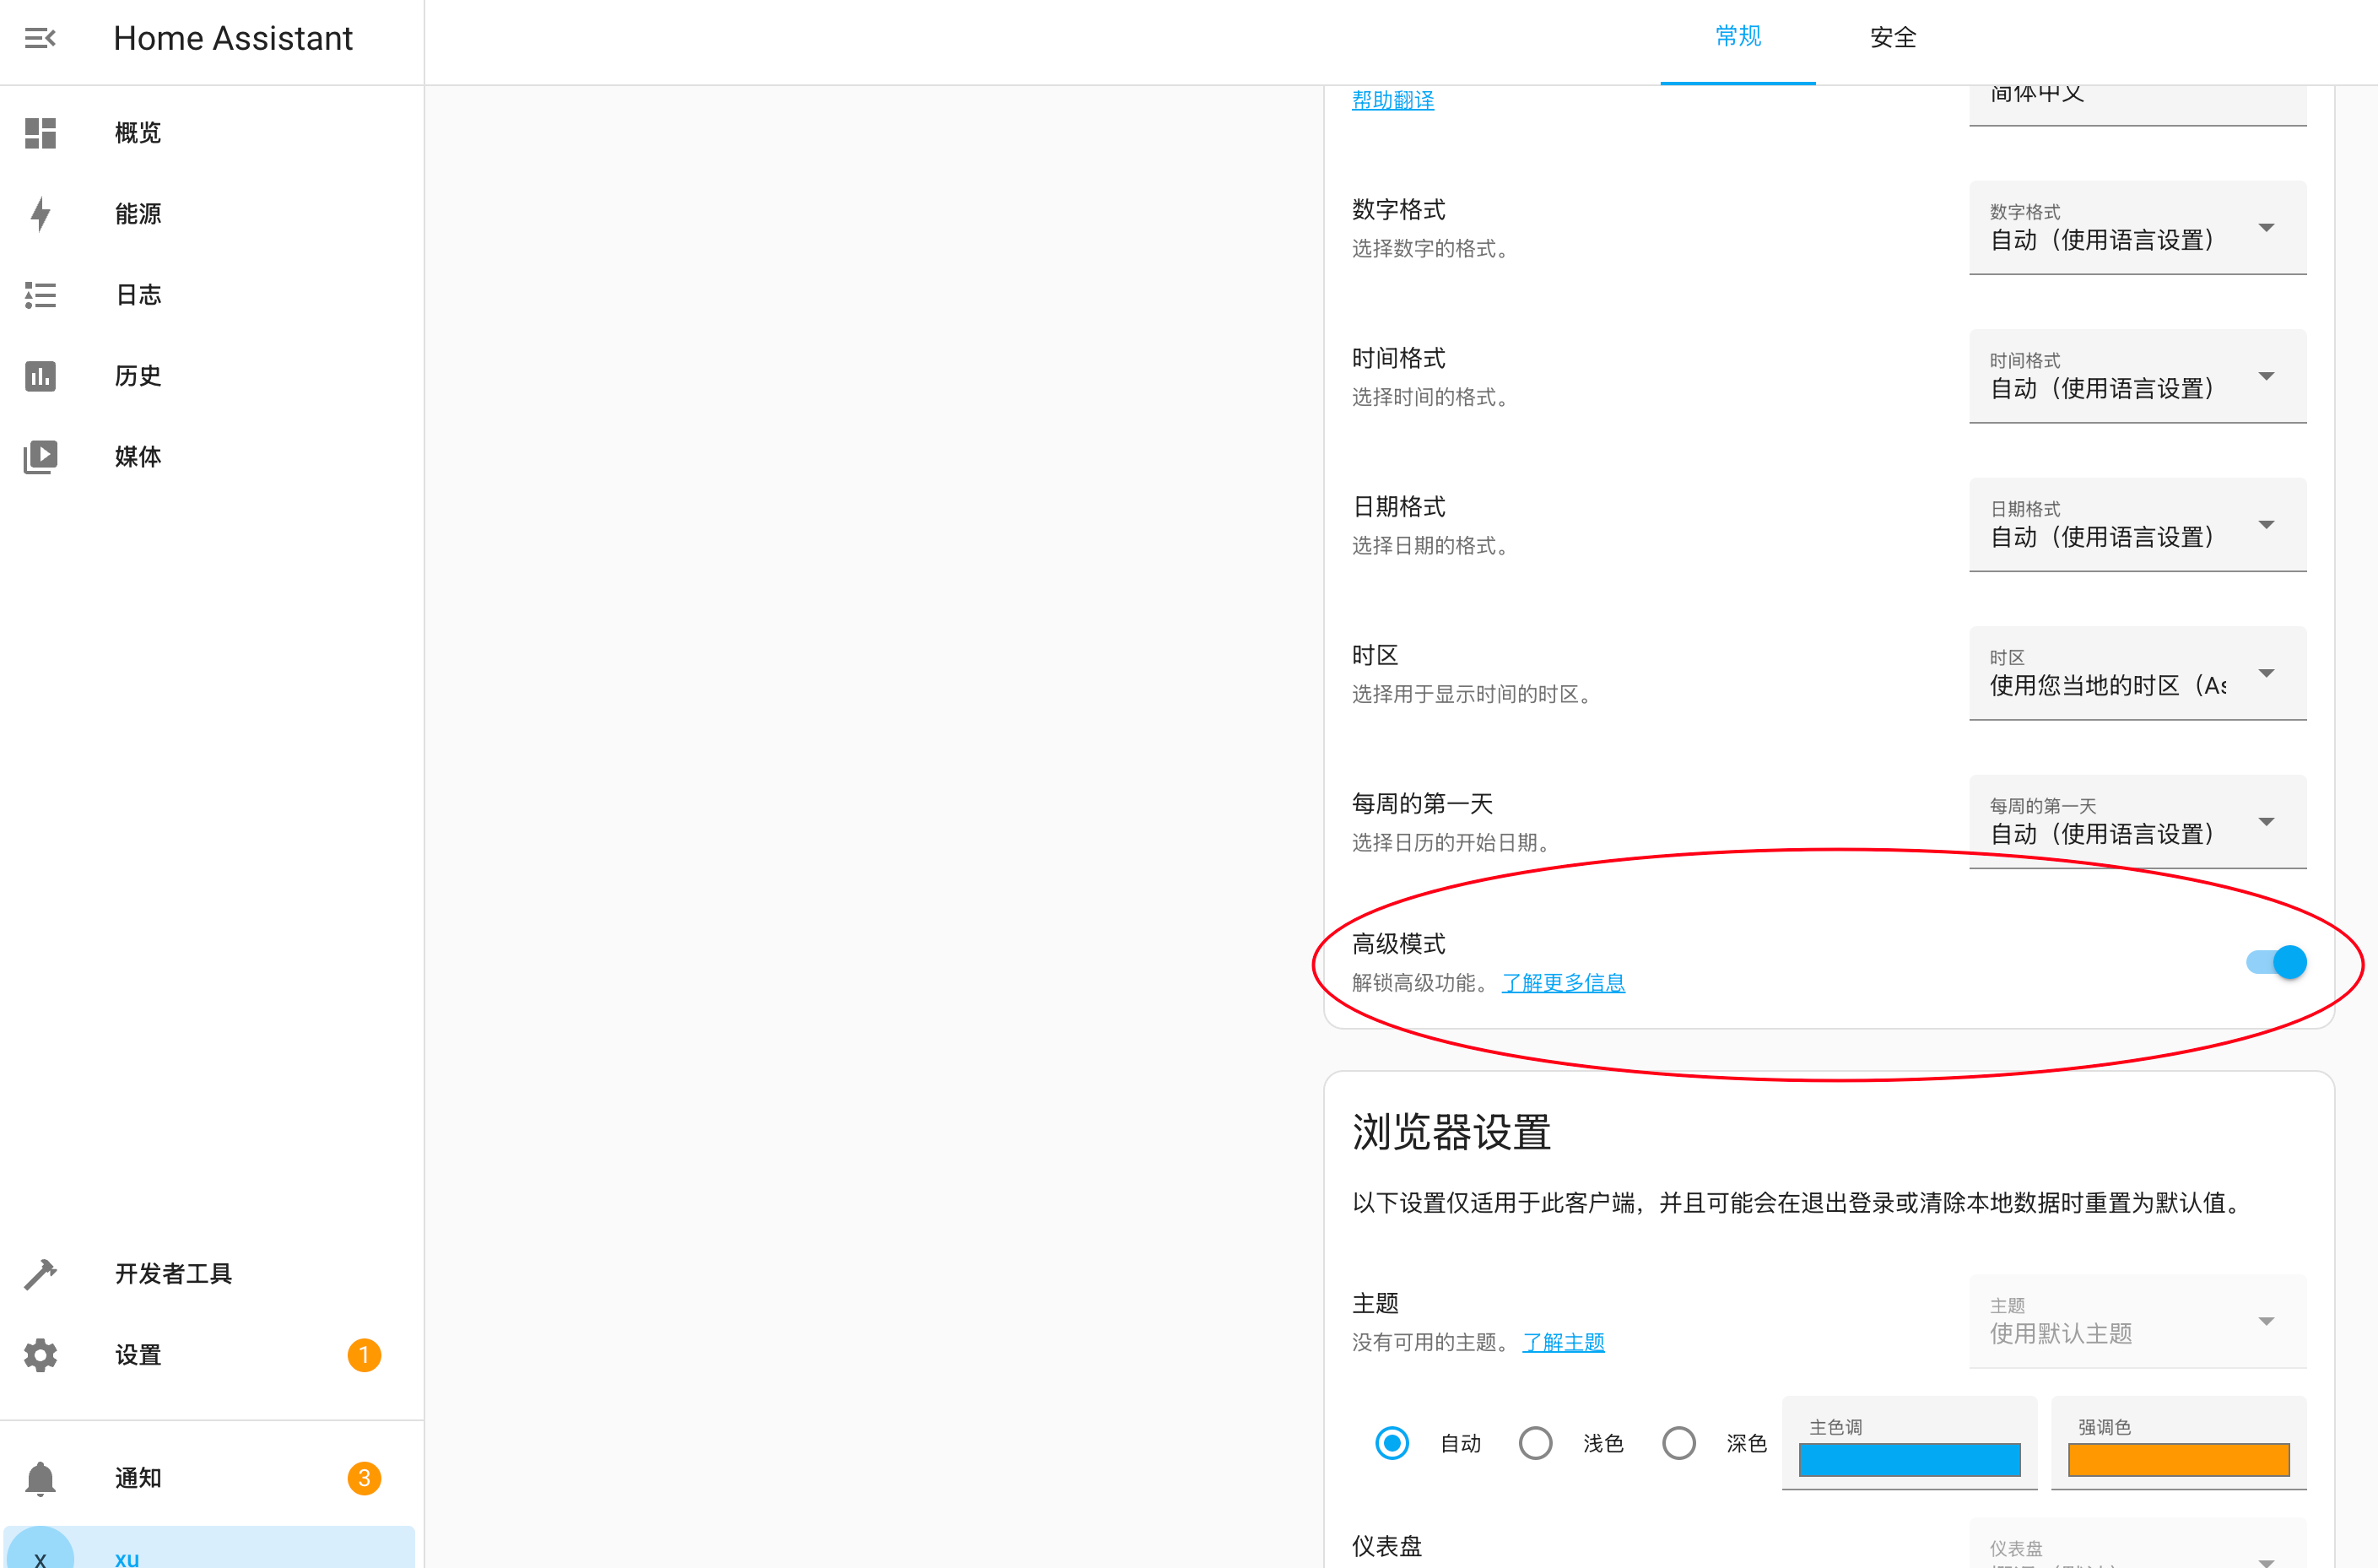 Home Assistant
常规
安全
概览
能源
日志
历史
媒体
开发者工具
设置
1
通知
3
x
xu
帮助翻译
简体中文
数字格式
选择数字的格式。
数字格式
自动（使用语言设置）
时间格式
选择时间的格式。
时间格式
自动（使用语言设置）
日期格式
选择日期的格式。
日期格式
自动（使用语言设置）
时区
选择用于显示时间的时区。
时区
使用您当地的时区（As
每周的第一天
选择日历的开始日期。
每周的第一天
自动（使用语言设置）
高级模式
解锁高级功能。 了解更多信息
浏览器设置
以下设置仅适用于此客户端，并且可能会在退出登录或清除本地数据时重置为默认值。
主题
没有可用的主题。 了解主题
主题
使用默认主题
自动
浅色
深色
主色调
强调色
仪表盘
仪表盘